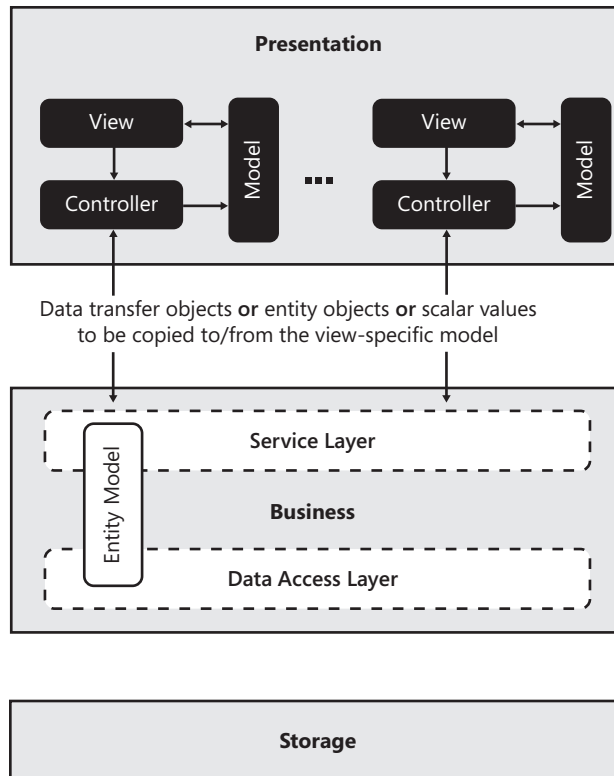 Presentation
View
Model
Controller
...
View
Model
Controller
Data transfer objects or entity objects or scalar values
to be copied to/from the view-specific model
Service Layer
Entity Model
Business
Data Access Layer
Storage